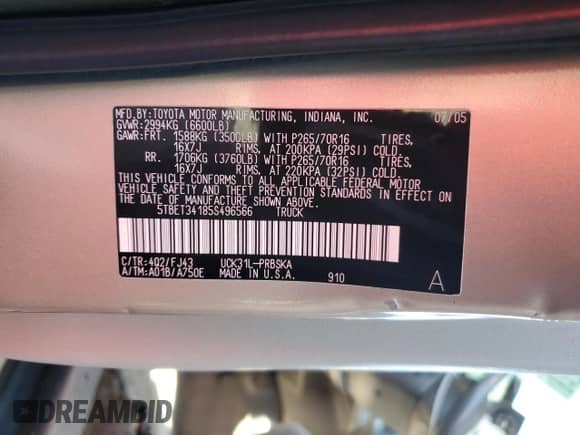 MFD.BY:TOYOTA MOTOR MANUFACTURING, INDIANA, INC. 07/05
GVWR:2994KG (6600LB)
GAWR:FRT. 1588KG (3500LB) WITH P265/70R16 TIRES,
16X7J RIMS, AT 200KPA (29PSI) COLD.
RR. 1706KG (3760LB) WITH P265/70R16 TIRES,
16X7J RIMS, AT 220KPA (32PSI) COLD.
THIS VEHICLE CONFORMS TO ALL APPLICABLE FEDERAL MOTOR
VEHICLE SAFETY AND THEFT PREVENTION STANDARDS IN EFFECT ON
THE DATE OF MANUFACTURE SHOWN ABOVE.
5TBET34185S496566 TRUCK
C/TR:4Q2/FJ43 UCK31L-PRBSKA
A/TM:A01B/A750E MADE IN U.S.A. 910 A
DREAMBID